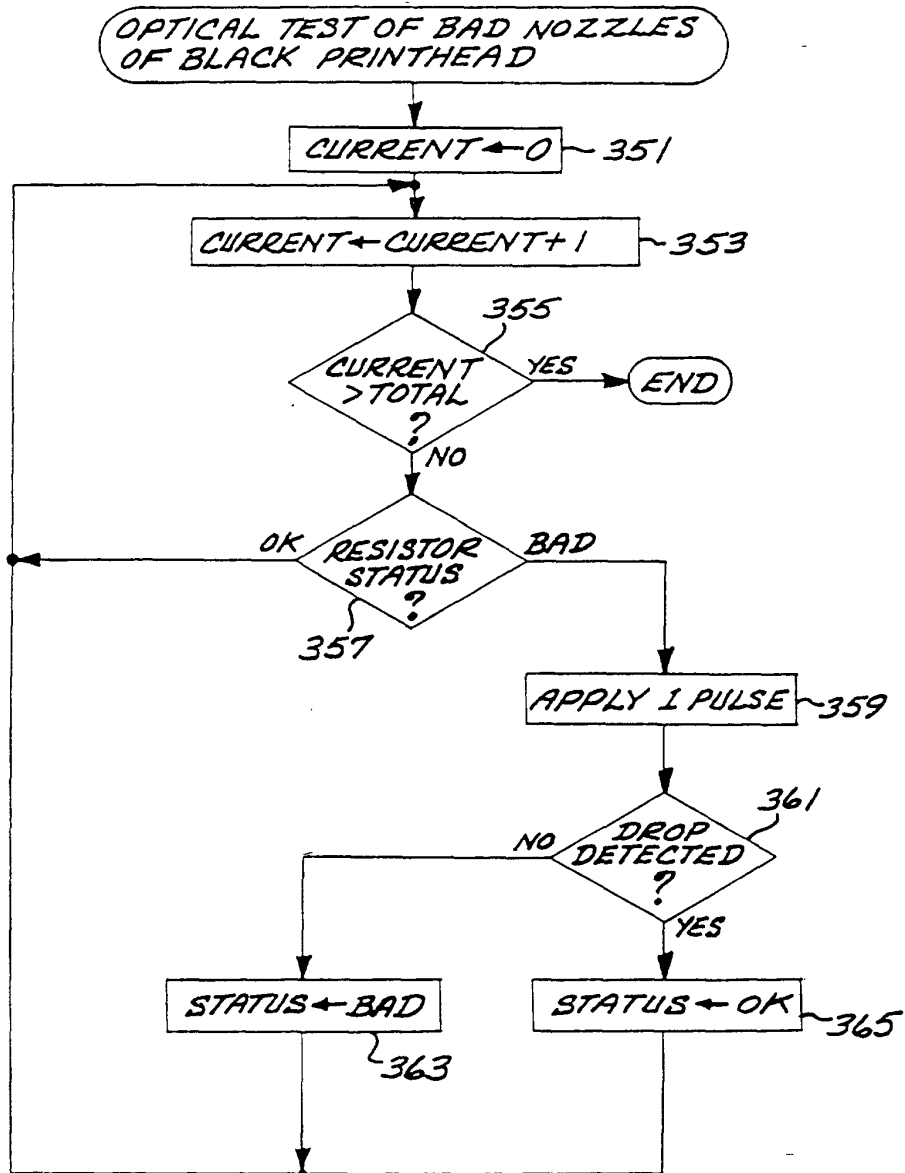 OPTICAL TEST OF BAD NOZZLES
OF BLACK PRINTHEAD
CURRENT ← 0
351
CURRENT ← CURRENT + 1
353
355
CURRENT
> TOTAL
?
YES
END
NO
OK
RESISTOR
STATUS
?
BAD
357
APPLY 1 PULSE
359
361
DROP
DETECTED
?
NO
YES
STATUS ← BAD
363
STATUS ← OK
365